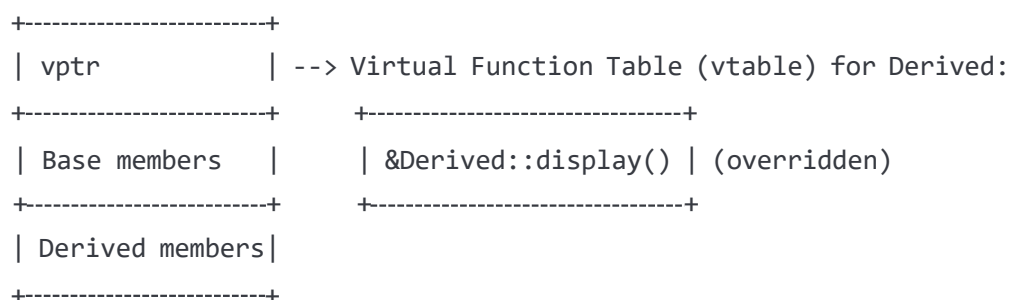 +---------------------------+
| vptr | --> Virtual Function Table (vtable) for Derived:
+---------------------------+ +-----------------------------------+
| Base members | | &Derived::display() | (overridden)
+---------------------------+ +-----------------------------------+
| Derived members|
+---------------------------+